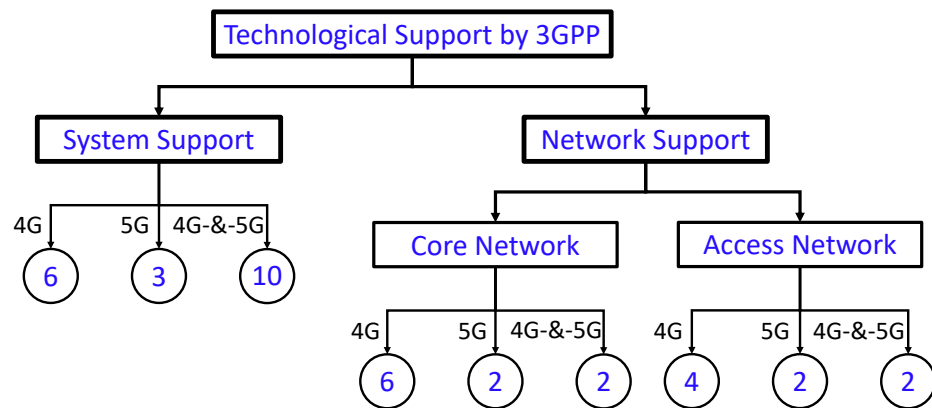 Technological Support by 3GPP
System Support
Network Support
4G
5G
4G-&-5G
6
3
10
Core Network
Access Network
4G
5G
4G-&-5G
6
2
2
4G
5G
4G-&-5G
4
2
2